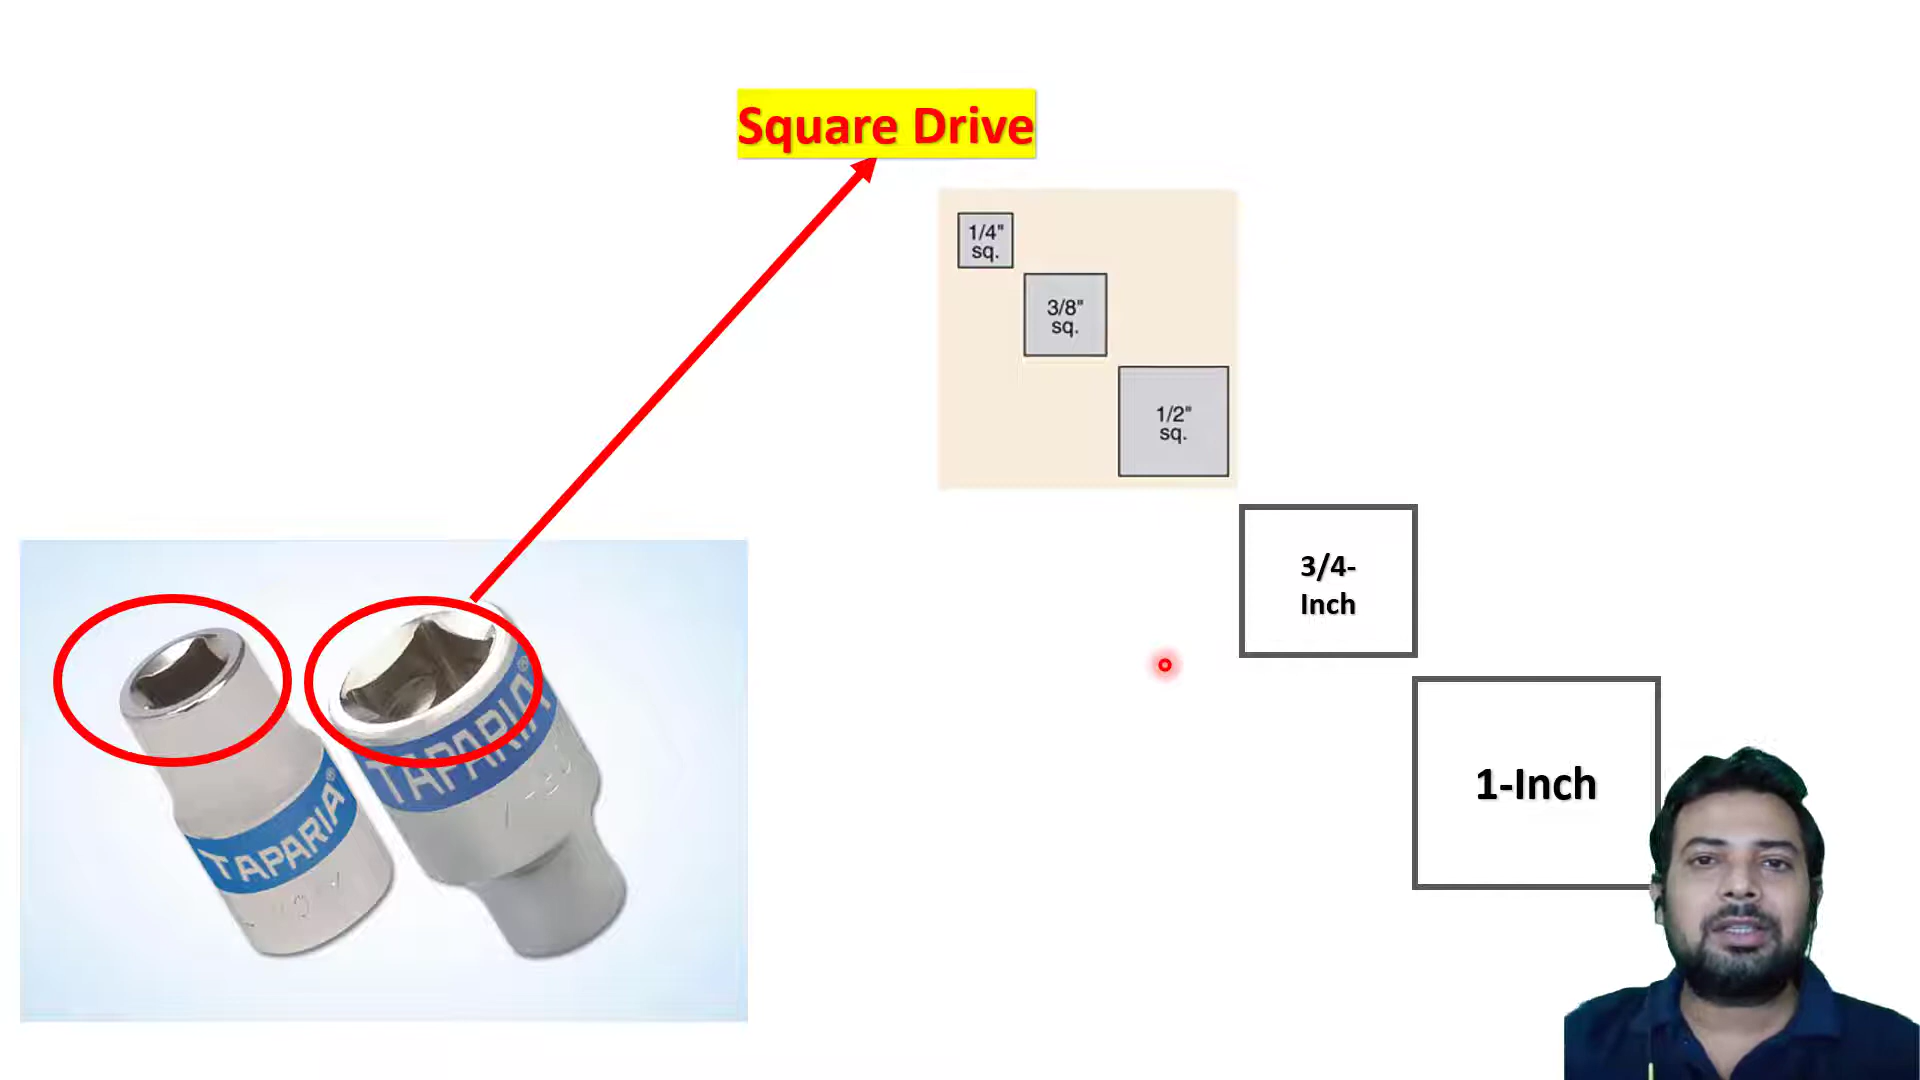 Square Drive
1/4"
sq.
3/8"
sq.
1/2"
sq.
3/4-
Inch
1-Inch
TAPARIA®
TAPARIA®